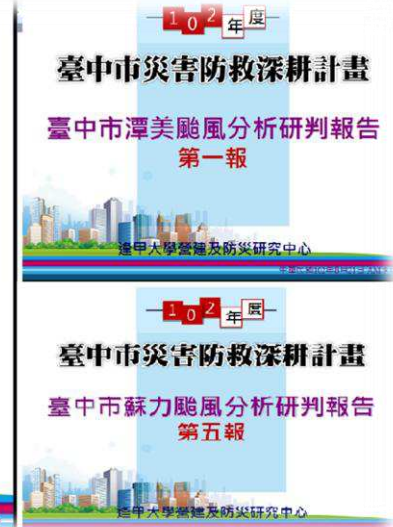 102年度
臺中市災害防救深耕計畫
臺中市潭美颱風分析研判報告
第一報
逢甲大學營建及防災研究中心
102年度
臺中市災害防救深耕計畫
臺中市蘇力颱風分析研判報告
第五報
逢甲大學營建及防災研究中心